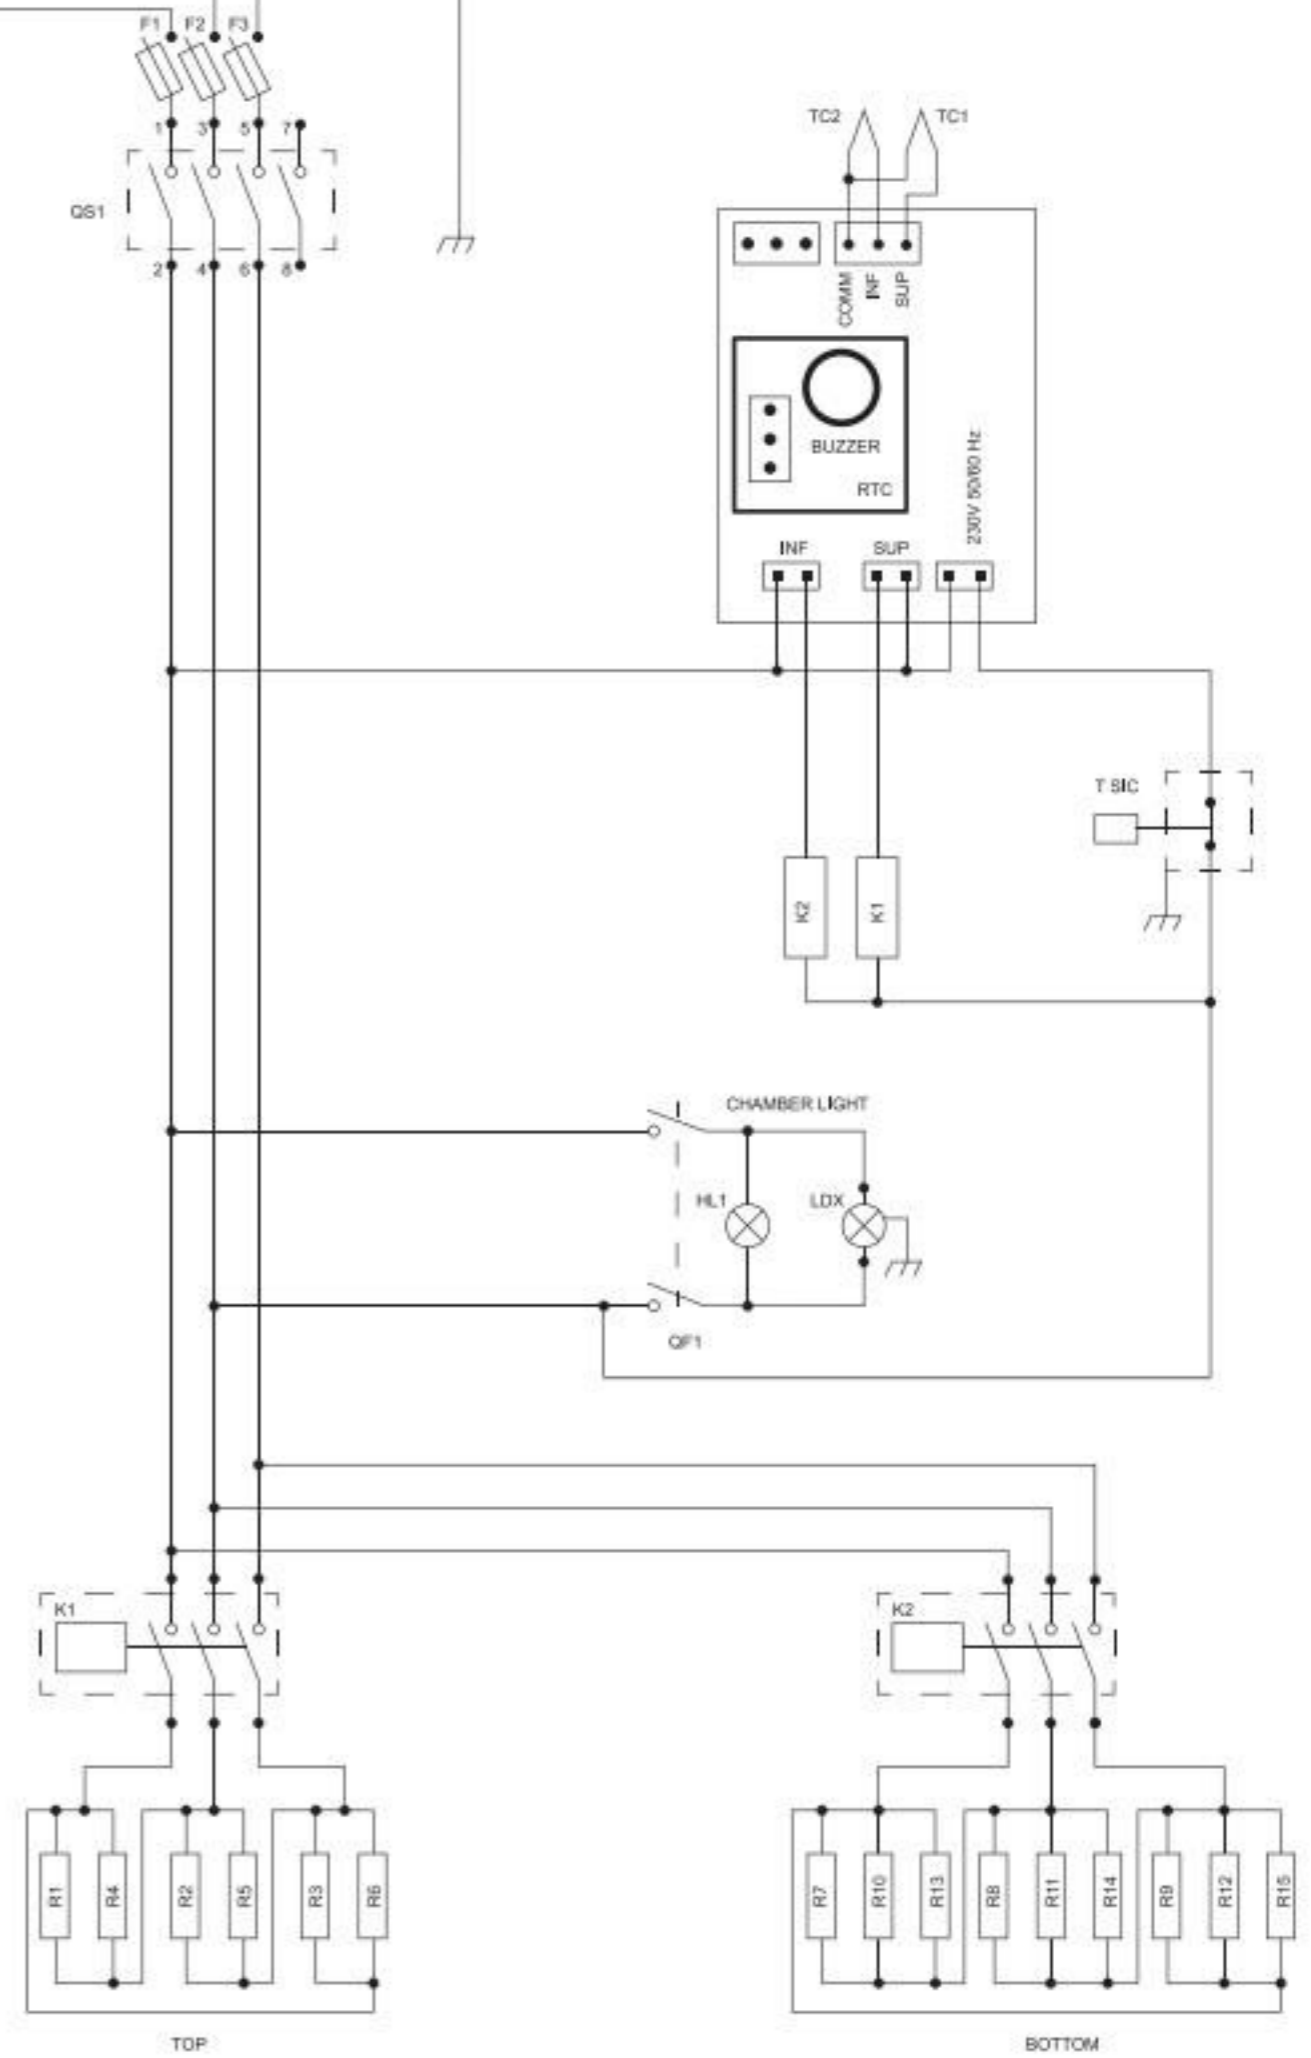 F1 F2 F3
TC2 TC1
1 3 5 7
QS1
2 4 6 8
COMM
INF
SUP
BUZZER
RTC
230V 50/60 Hz
INF SUP
T SIC
K2 K1
CHAMBER LIGHT
HL1 LDX
QF1
K1 K2
R1 R4 R2 R5 R3 R6 R7 R10 R13 R8 R11 R14 R9 R12 R15
TOP BOTTOM